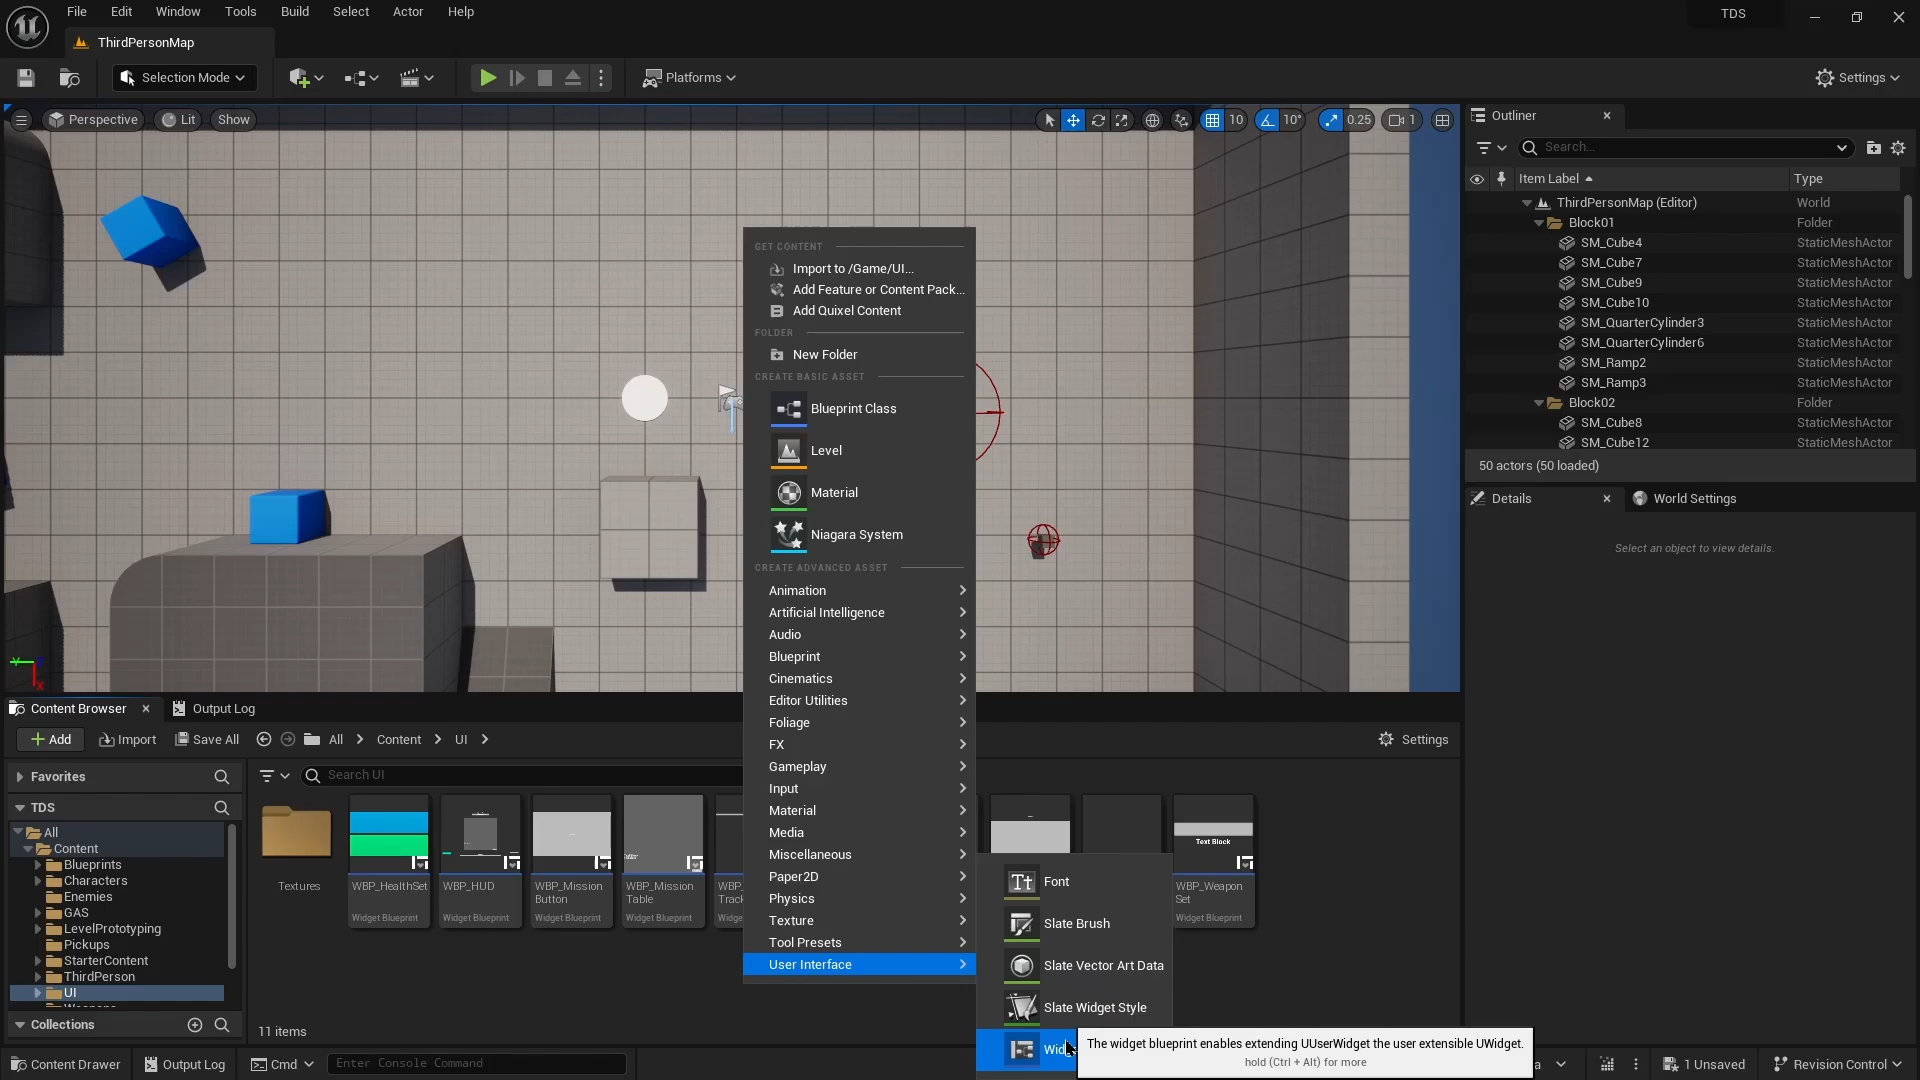 File Edit Window Tools Build Select Actor Help
TDS
ThirdPersonMap
Selection Mode
Platforms
Settings
Perspective Lit Show
10 10° 0.25 1
Outliner
Search...
Item Label Type
ThirdPersonMap (Editor) World
Block01 Folder
SM_Cube4 StaticMeshActor
SM_Cube7 StaticMeshActor
SM_Cube9 StaticMeshActor
SM_Cube10 StaticMeshActor
SM_QuarterCylinder3 StaticMeshActor
SM_QuarterCylinder6 StaticMeshActor
SM_Ramp2 StaticMeshActor
SM_Ramp3 StaticMeshActor
Block02 Folder
SM_Cube8 StaticMeshActor
SM_Cube12 StaticMeshActor
50 actors (50 loaded)
Details World Settings
Select an object to view details.
GET CONTENT
Import to /Game/UI...
Add Feature or Content Pack...
Add Quixel Content
FOLDER
New Folder
CREATE BASIC ASSET
Blueprint Class
Level
Material
Niagara System
CREATE ADVANCED ASSET
Animation
Artificial Intelligence
Audio
Blueprint
Cinematics
Editor Utilities
Foliage
FX
Gameplay
Input
Material
Media
Miscellaneous
Paper2D
Physics
Texture
Tool Presets
User Interface
Font
Slate Brush
Slate Vector Art Data
Slate Widget Style
The widget blueprint enables extending UUserWidget the user extensible UWidget.
hold (Ctrl + Alt) for more
Content Browser Output Log
Add Import Save All All Content UI
Settings
Favorites
Search UI
TDS
All
Content
Blueprints
Characters
Enemies
GAS
LevelPrototyping
Pickups
StarterContent
ThirdPerson
UI
Collections
Textures
WBP_HealthSet
Widget Blueprint
WBP_HUD
Widget Blueprint
WBP_Mission
Button
Widget Blueprint
WBP_Mission
Table
Widget Blueprint
WBP_
Track
Text Block
WBP_Weapon
Set
Widget Blueprint
11 items
Content Drawer Output Log Cmd Enter Console Command
1 Unsaved Revision Control